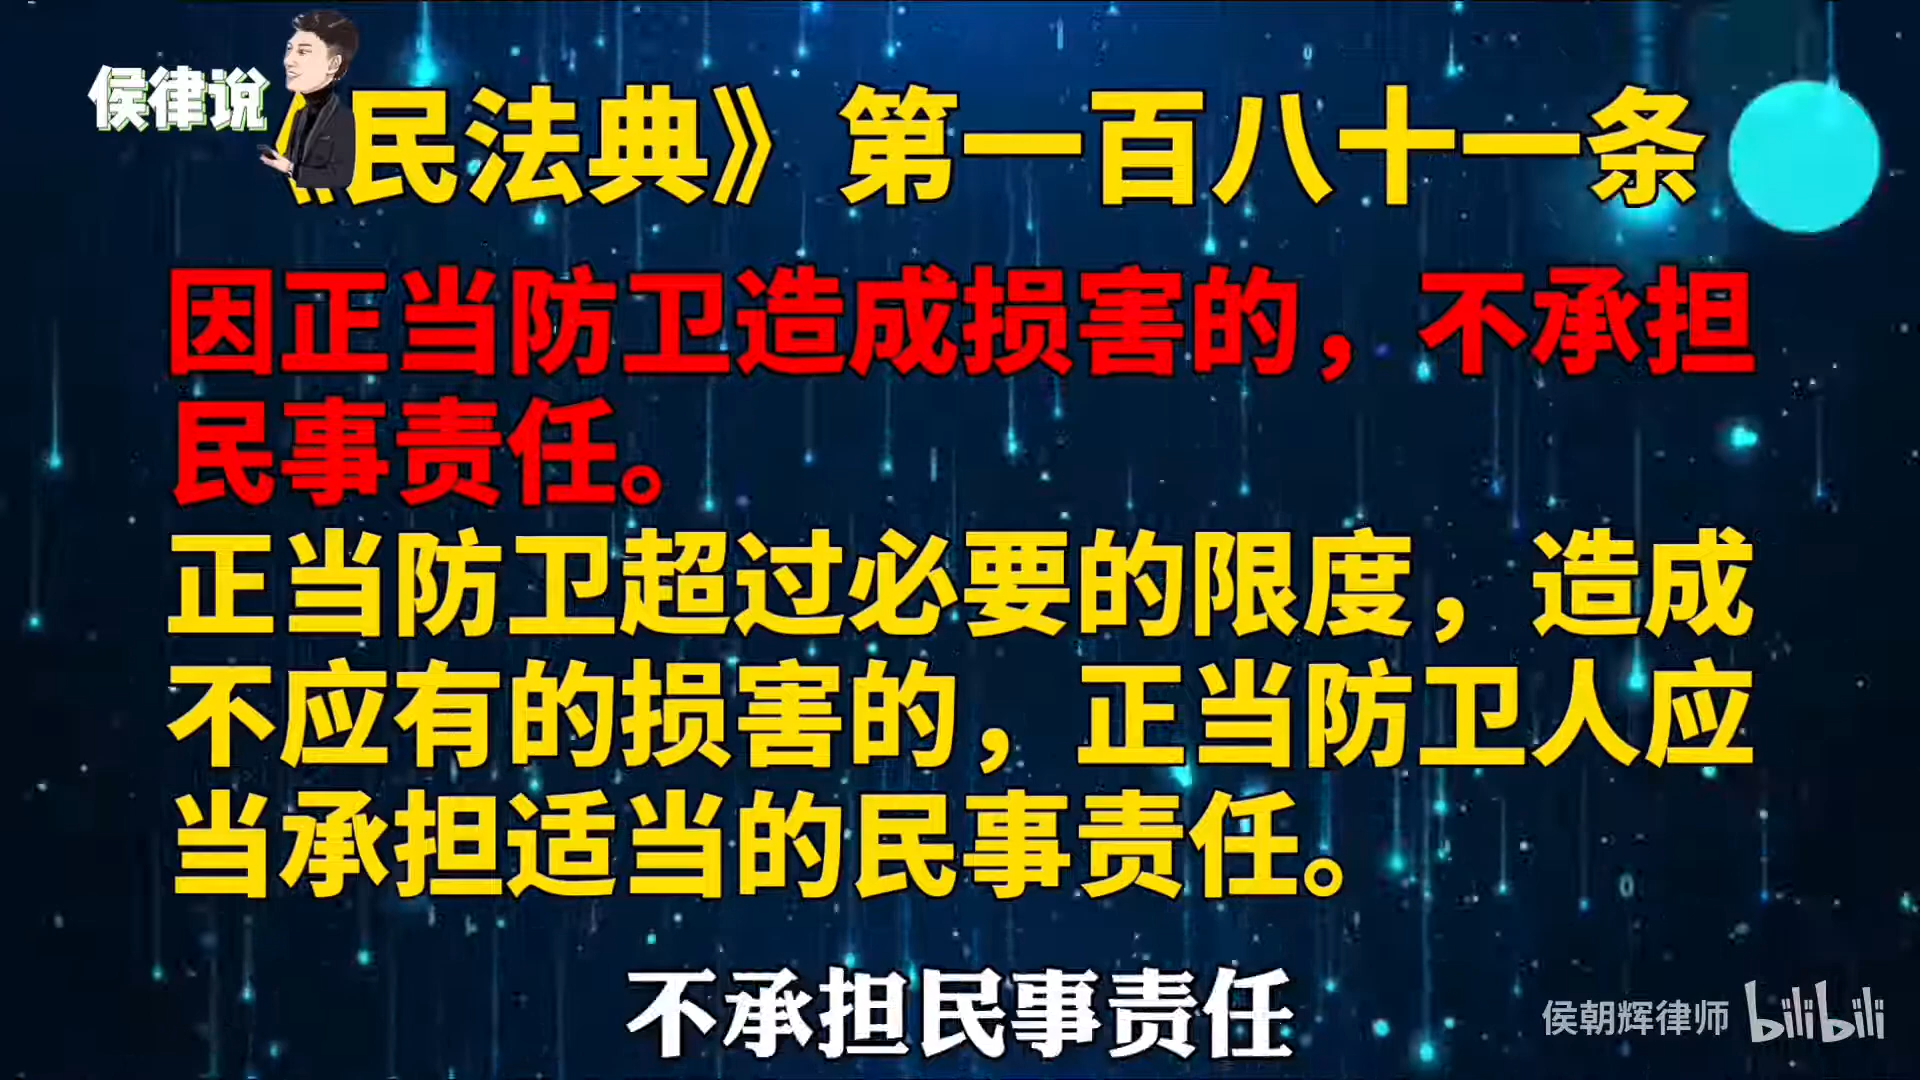 侯律说
《民法典》第一百八十一条
因正当防卫造成损害的，不承担
民事责任。
正当防卫超过必要的限度，造成
不应有的损害的，正当防卫人应
当承担适当的民事责任。
不承担民事责任
侯朝辉律师 bilibili